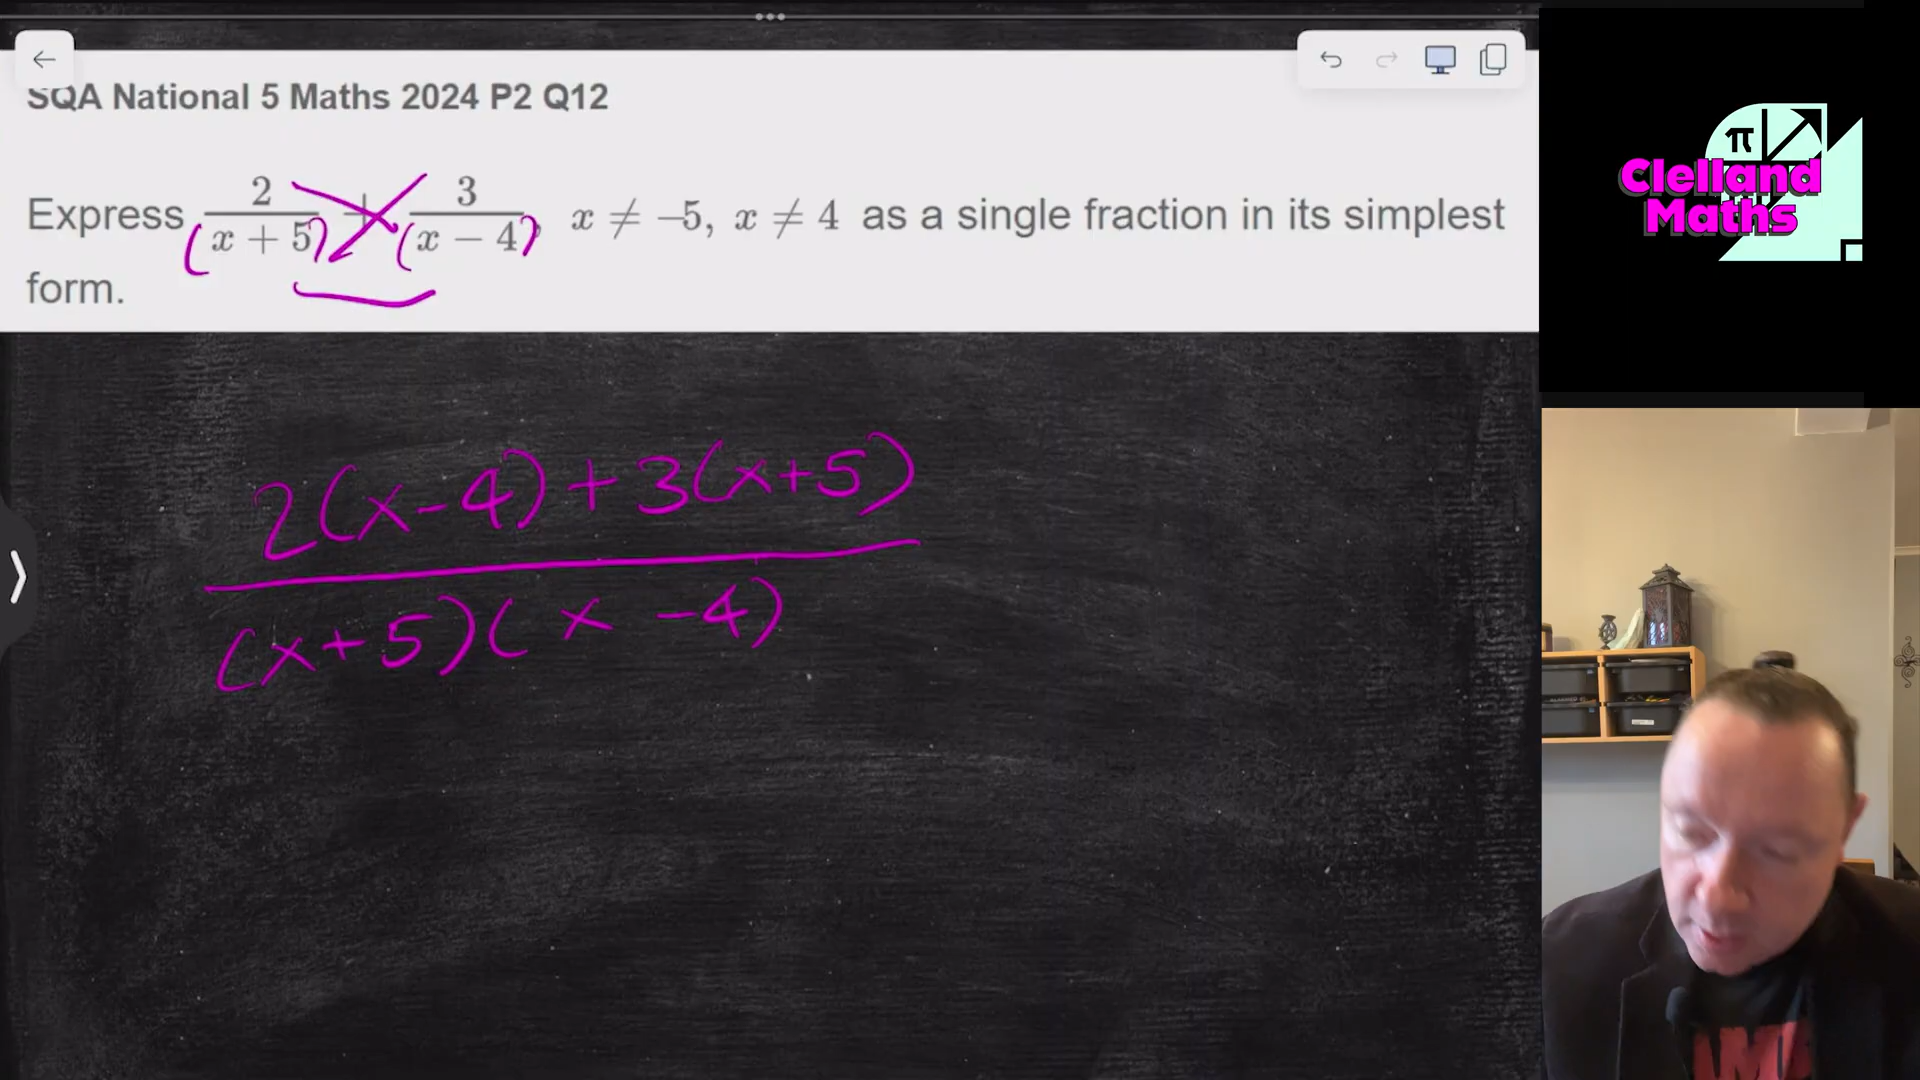 SQA National 5 Maths 2024 P2 Q12
Express 2/(x + 5) + 3/(x − 4), x ≠ −5, x ≠ 4 as a single fraction in its simplest
form.
2(x-4)+3(x+5)
(x+5)(x -4)
π
Clelland
Maths